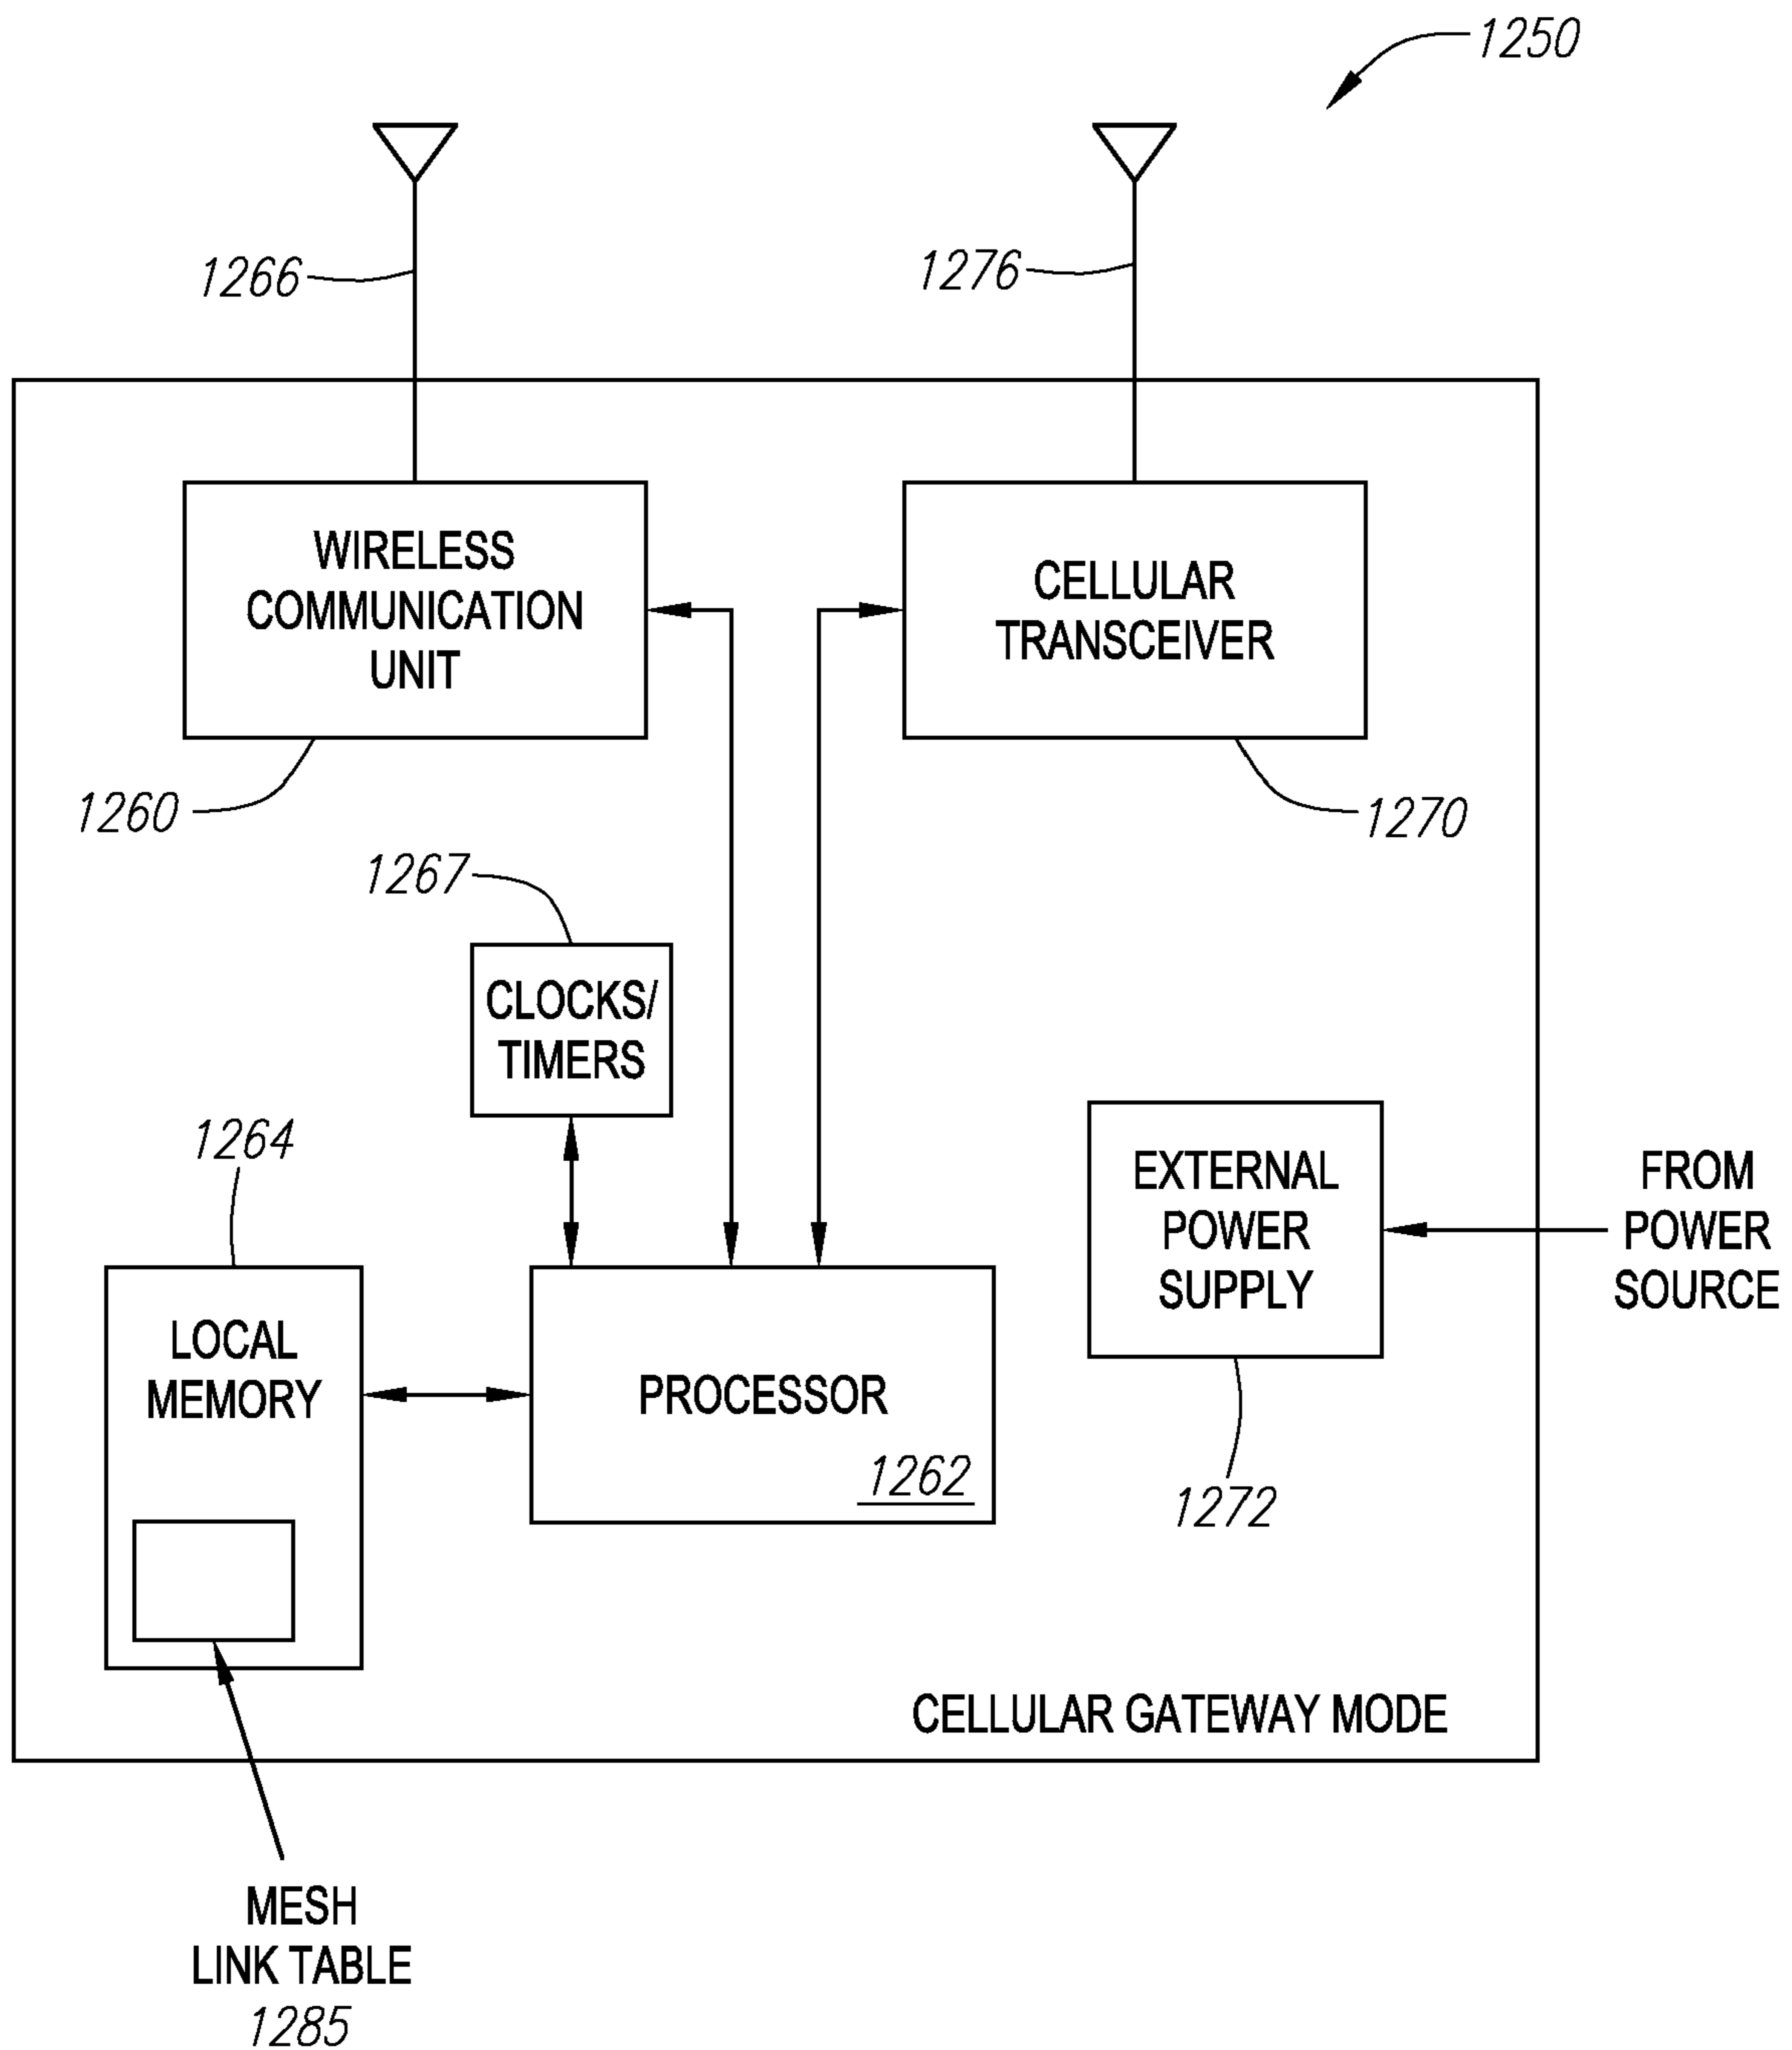 1250
1266
1276
WIRELESS
COMMUNICATION
UNIT
CELLULAR
TRANSCEIVER
1260
1270
1267
CLOCKS/
TIMERS
1264
EXTERNAL
POWER
SUPPLY
FROM
POWER
SOURCE
LOCAL
MEMORY
PROCESSOR
1262
1272
CELLULAR GATEWAY MODE
MESH
LINK TABLE
1285